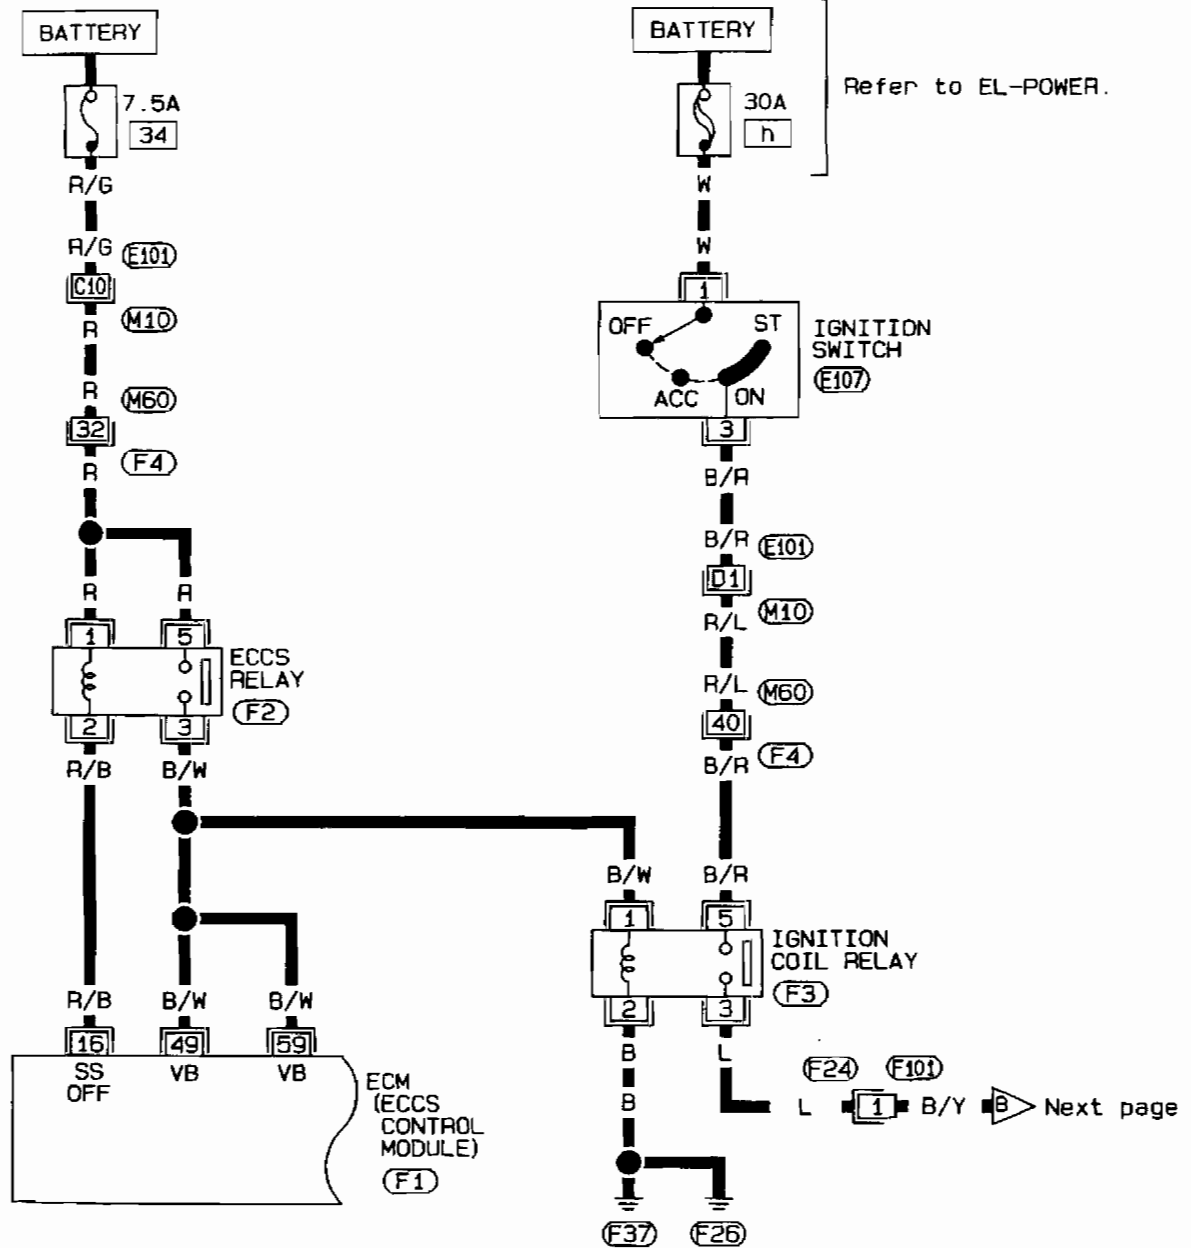 BATTERY
BATTERY
Refer to EL-POWER.
7.5A
34
30A
h
R/G
W
R/G
E101
W
C10
M10
R
1
OFF
ST
ACC
ON
IGNITION
SWITCH
E107
R
M60
32
F4
R
3
B/R
B/R
E101
D1
M10
R/L
R
R
1
5
ECCS
RELAY
F2
2
3
R/L
M60
40
F4
B/R
R/B
B/W
B/W
B/R
1
5
IGNITION
COIL RELAY
F3
2
3
R/B
B/W
B/W
16
49
59
SS
OFF
VB
VB
ECM
(ECCS
CONTROL
MODULE)
F1
B
L
B
F24
F101
L
1
B/Y
B
Next page
F37
F26